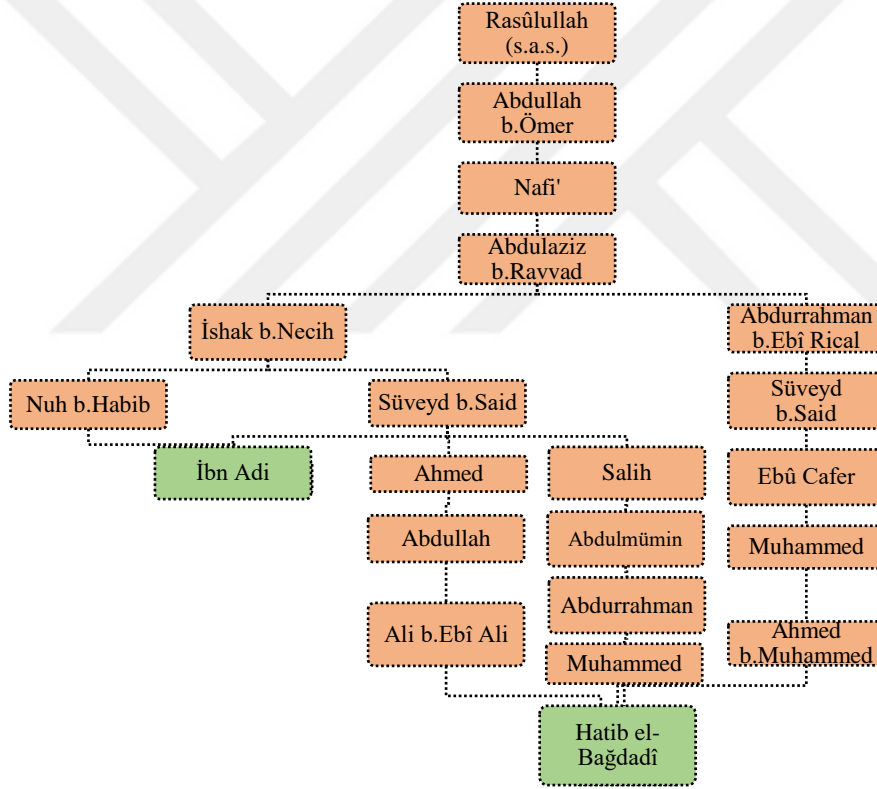 Rasûlullah
(s.a.s.)
Abdullah
b.Ömer
Nafi'
Abdulaziz
b.Ravvad
İshak b.Necih
Abdurrahman
b.Ebî Rical
Nuh b.Habib
Süveyd b.Said
Süveyd
b.Said
İbn Adi
Ahmed
Salih
Ebû Cafer
Abdullah
Abdulmümin
Muhammed
Ali b.Ebî Ali
Abdurrahman
Muhammed
Ahmed
b.Muhammed
Hatib el-
Bağdadî